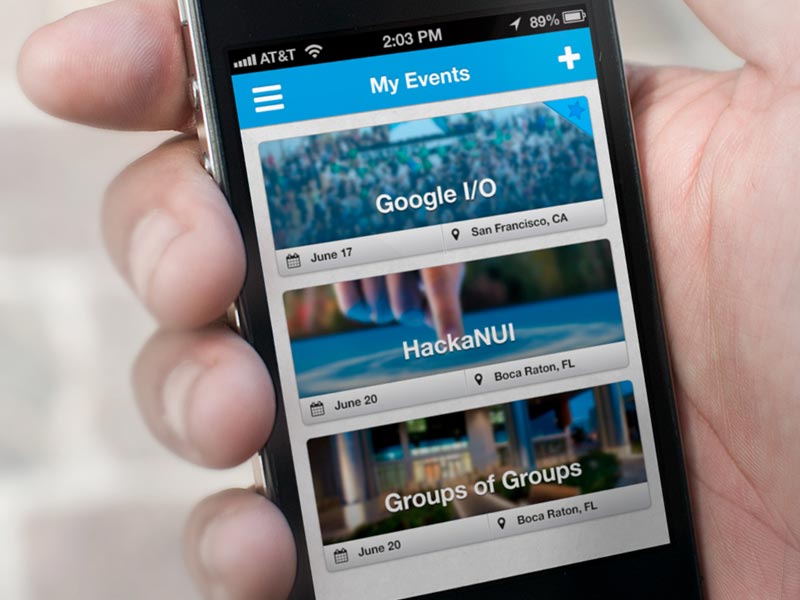 AT&T 2:03 PM 89%
My Events
Google I/O
June 17 San Francisco, CA
HackaNUI
June 20 Boca Raton, FL
Groups of Groups
June 20 Boca Raton, FL